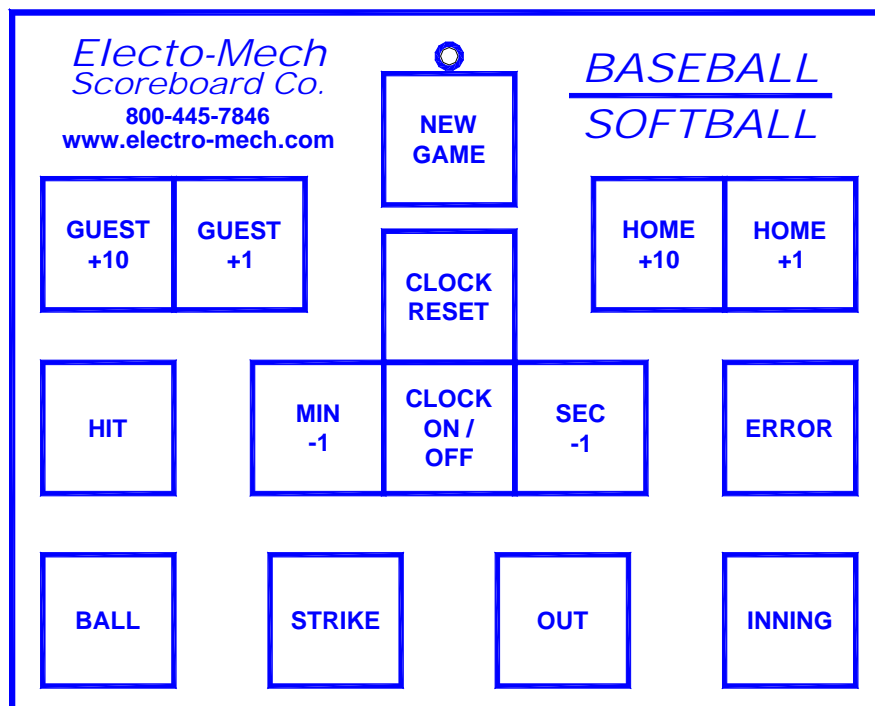 Electo-Mech
Scoreboard Co.
800-445-7846
www.electro-mech.com
BASEBALL
SOFTBALL
NEW
GAME
GUEST
+10
GUEST
+1
HOME
+10
HOME
+1
CLOCK
RESET
HIT
MIN
-1
CLOCK
ON /
OFF
SEC
-1
ERROR
BALL
STRIKE
OUT
INNING